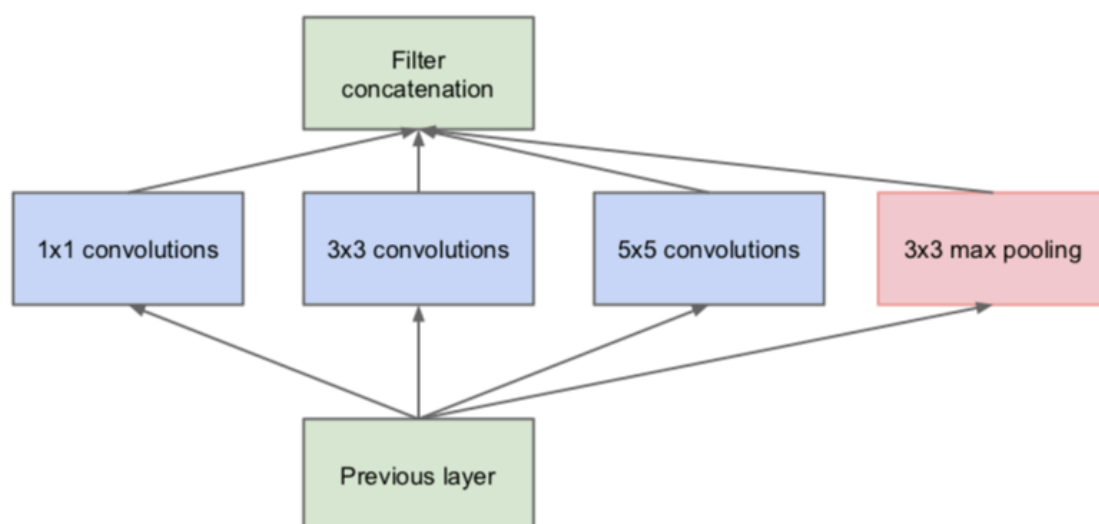 Filter
concatenation
1x1 convolutions
3x3 convolutions
5x5 convolutions
3x3 max pooling
Previous layer